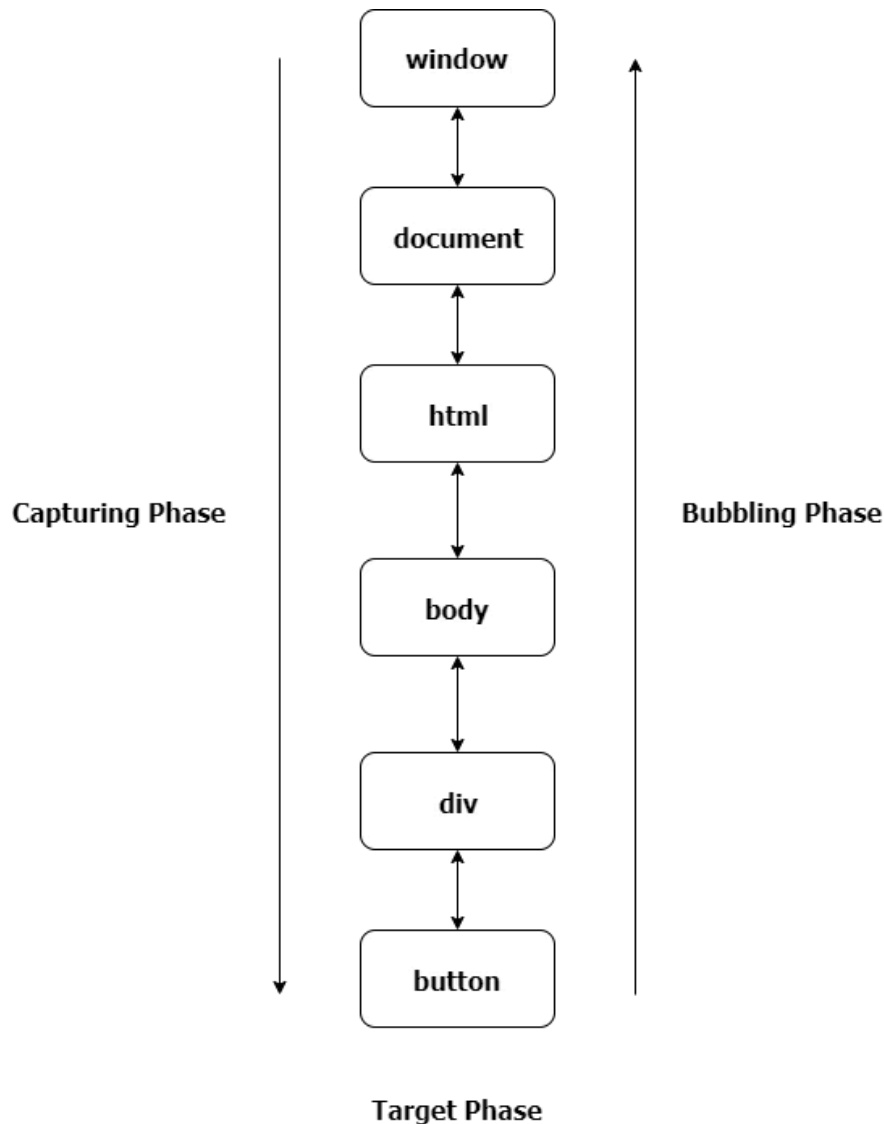 window
document
html
Capturing Phase
Bubbling Phase
body
div
button
Target Phase